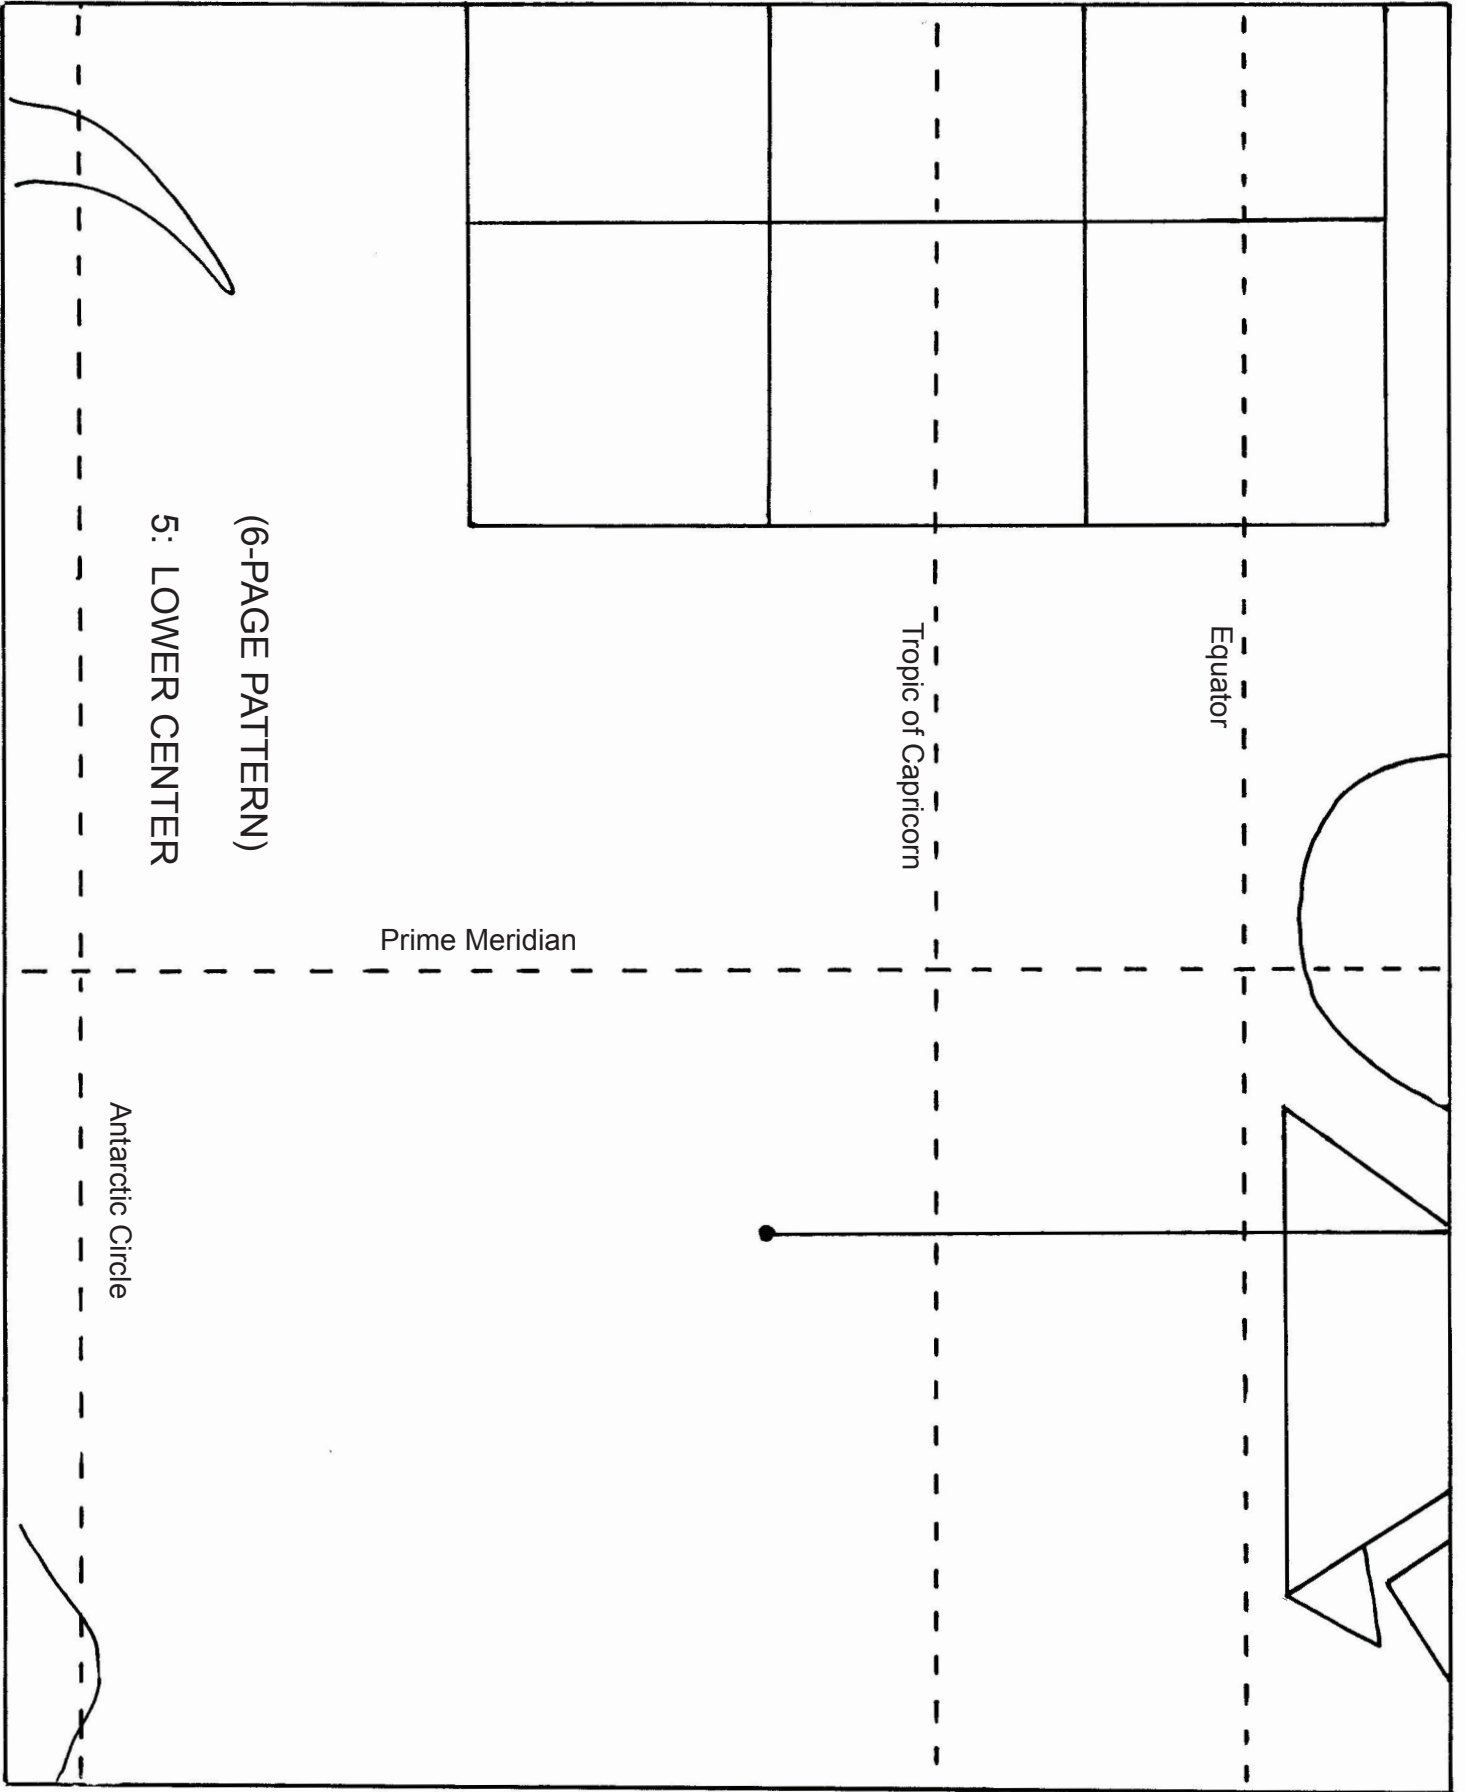 Equator
Tropic of Capricorn
Prime Meridian
(6-PAGE PATTERN)
5: LOWER CENTER
Antarctic Circle